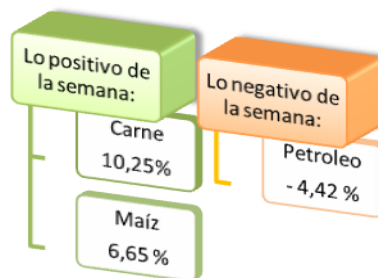 Lo positivo de
la semana:
Carne
10,25%
Maíz
6,65 %
Lo negativo de
la semana:
Petroleo
- 4,42 %